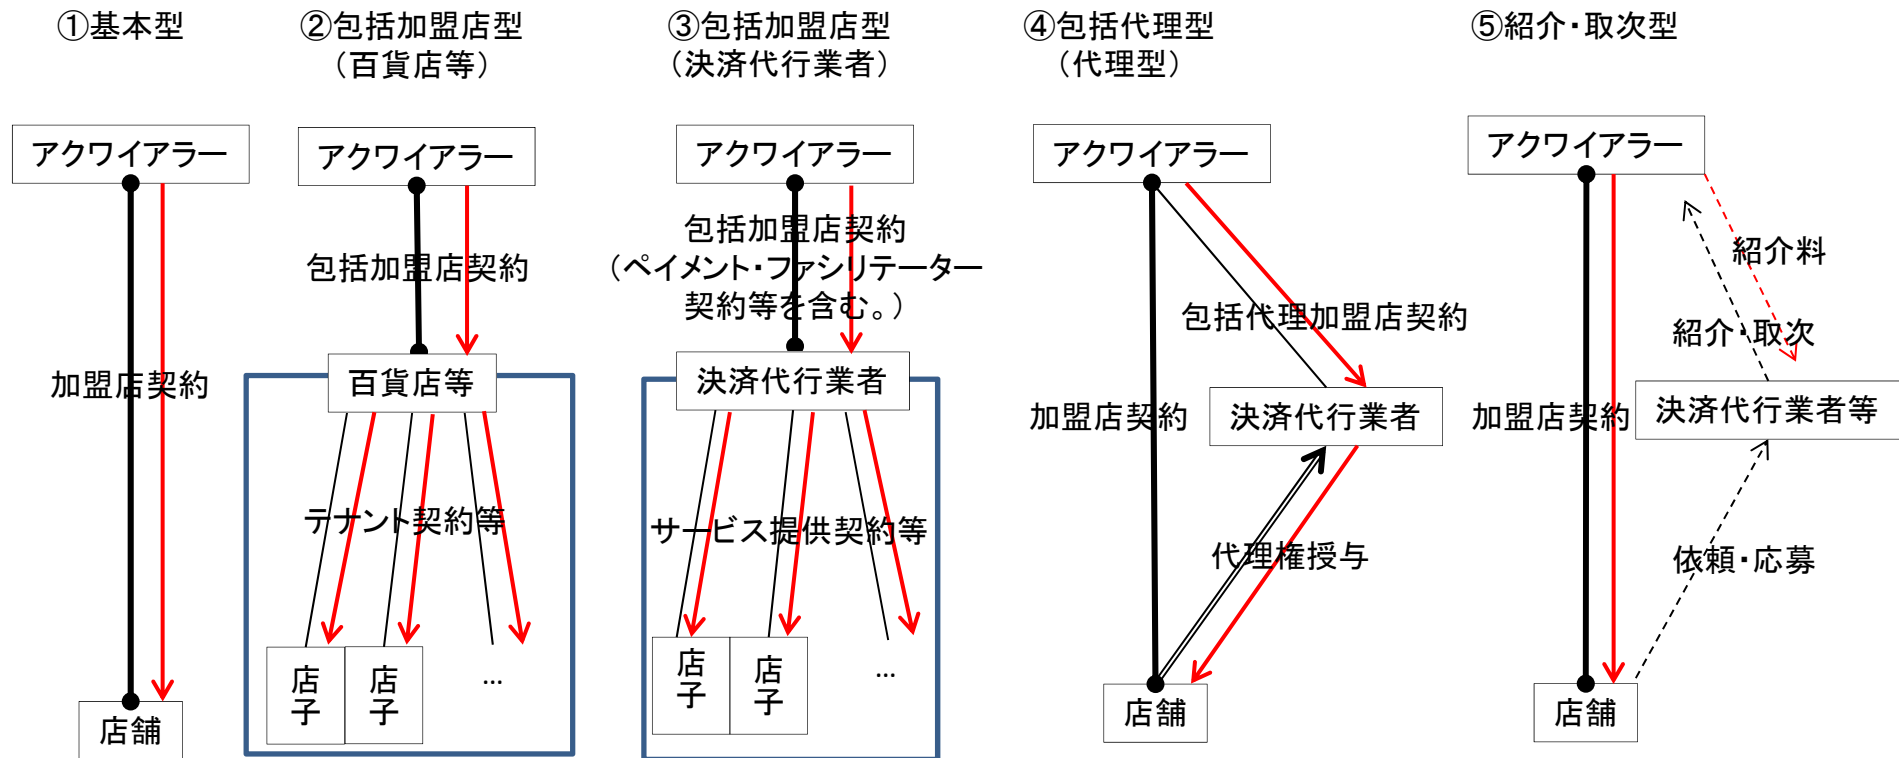 ①基本型
②包括加盟店型
（百貨店等）
③包括加盟店型
（決済代行業者）
④包括代理型
（代理型）
⑤紹介・取次型
アクワイアラー
加盟店契約
店舗
アクワイアラー
包括加盟店契約
百貨店等
テナント契約等
店子
店子
…
アクワイアラー
包括加盟店契約
（ペイメント・ファシリテーター
契約等を含む。）
決済代行業者
サービス提供契約等
店子
店子
…
アクワイアラー
包括代理加盟店契約
加盟店契約
決済代行業者
代理権授与
店舗
アクワイアラー
紹介料
紹介・取次
加盟店契約
決済代行業者等
依頼・応募
店舗